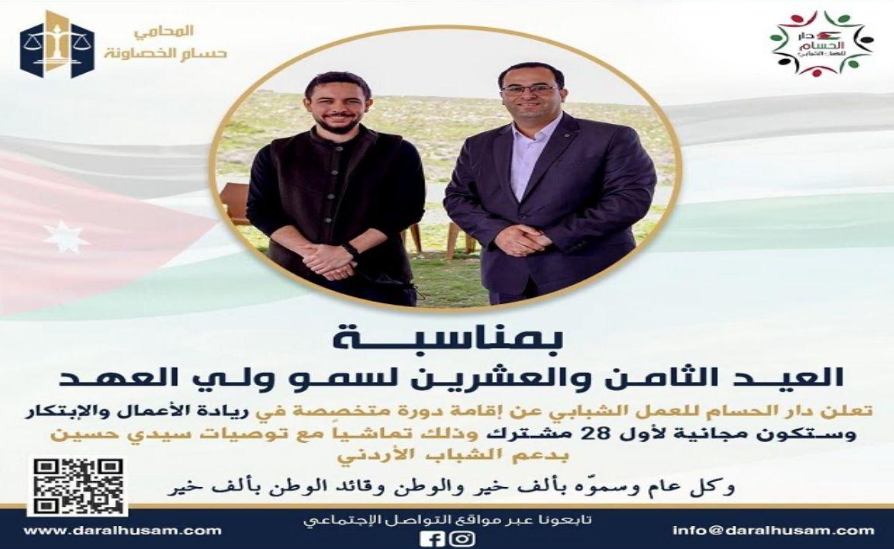 المحامي
حسام الخصاونة
دار
الحسام
للعمل الشبابي
بمناسبة
العيد الثامن والعشرين لسمو ولي العهد
تعلن دار الحسام للعمل الشبابي عن إقامة دورة متخصصة في ريادة الأعمال والإبتكار
وستكون مجانية لأول 28 مشترك وذلك تماشياً مع توصيات سيدي حسين
بدعم الشباب الأردني
وكل عام وسموّه بألف خير والوطن وقائد الوطن بألف خير
تابعونا عبر مواقع التواصل الإجتماعي
www.daralhusam.com
info@daralhusam.com